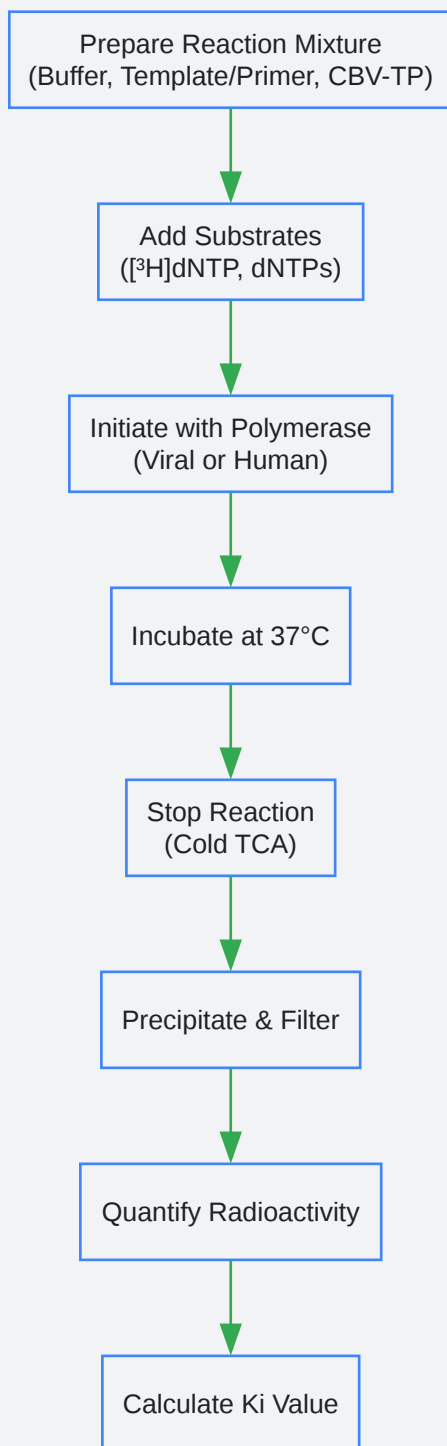 Prepare Reaction Mixture
(Buffer, Template/Primer, CBV-TP)
Add Substrates
([³H]dNTP, dNTPs)
Initiate with Polymerase
(Viral or Human)
Incubate at 37°C
Stop Reaction
(Cold TCA)
Precipitate & Filter
Quantify Radioactivity
Calculate Ki Value